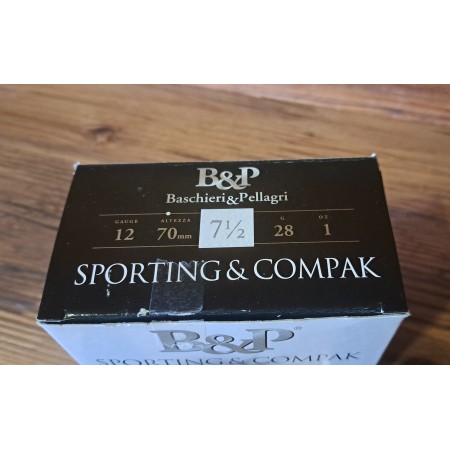 B&P
Baschieri&Pellagri
GAUGE ALTEZZA G OZ
12 70mm 7½ 28 1
SPORTING & COMPAK
B&P®
SPORTING & COMPAK